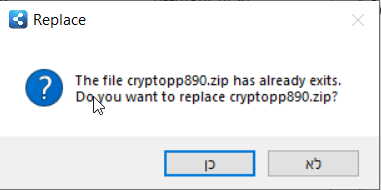 Replace
The file cryptopp890.zip has already exits.
Do you want to replace cryptopp890.zip?
כן
לא